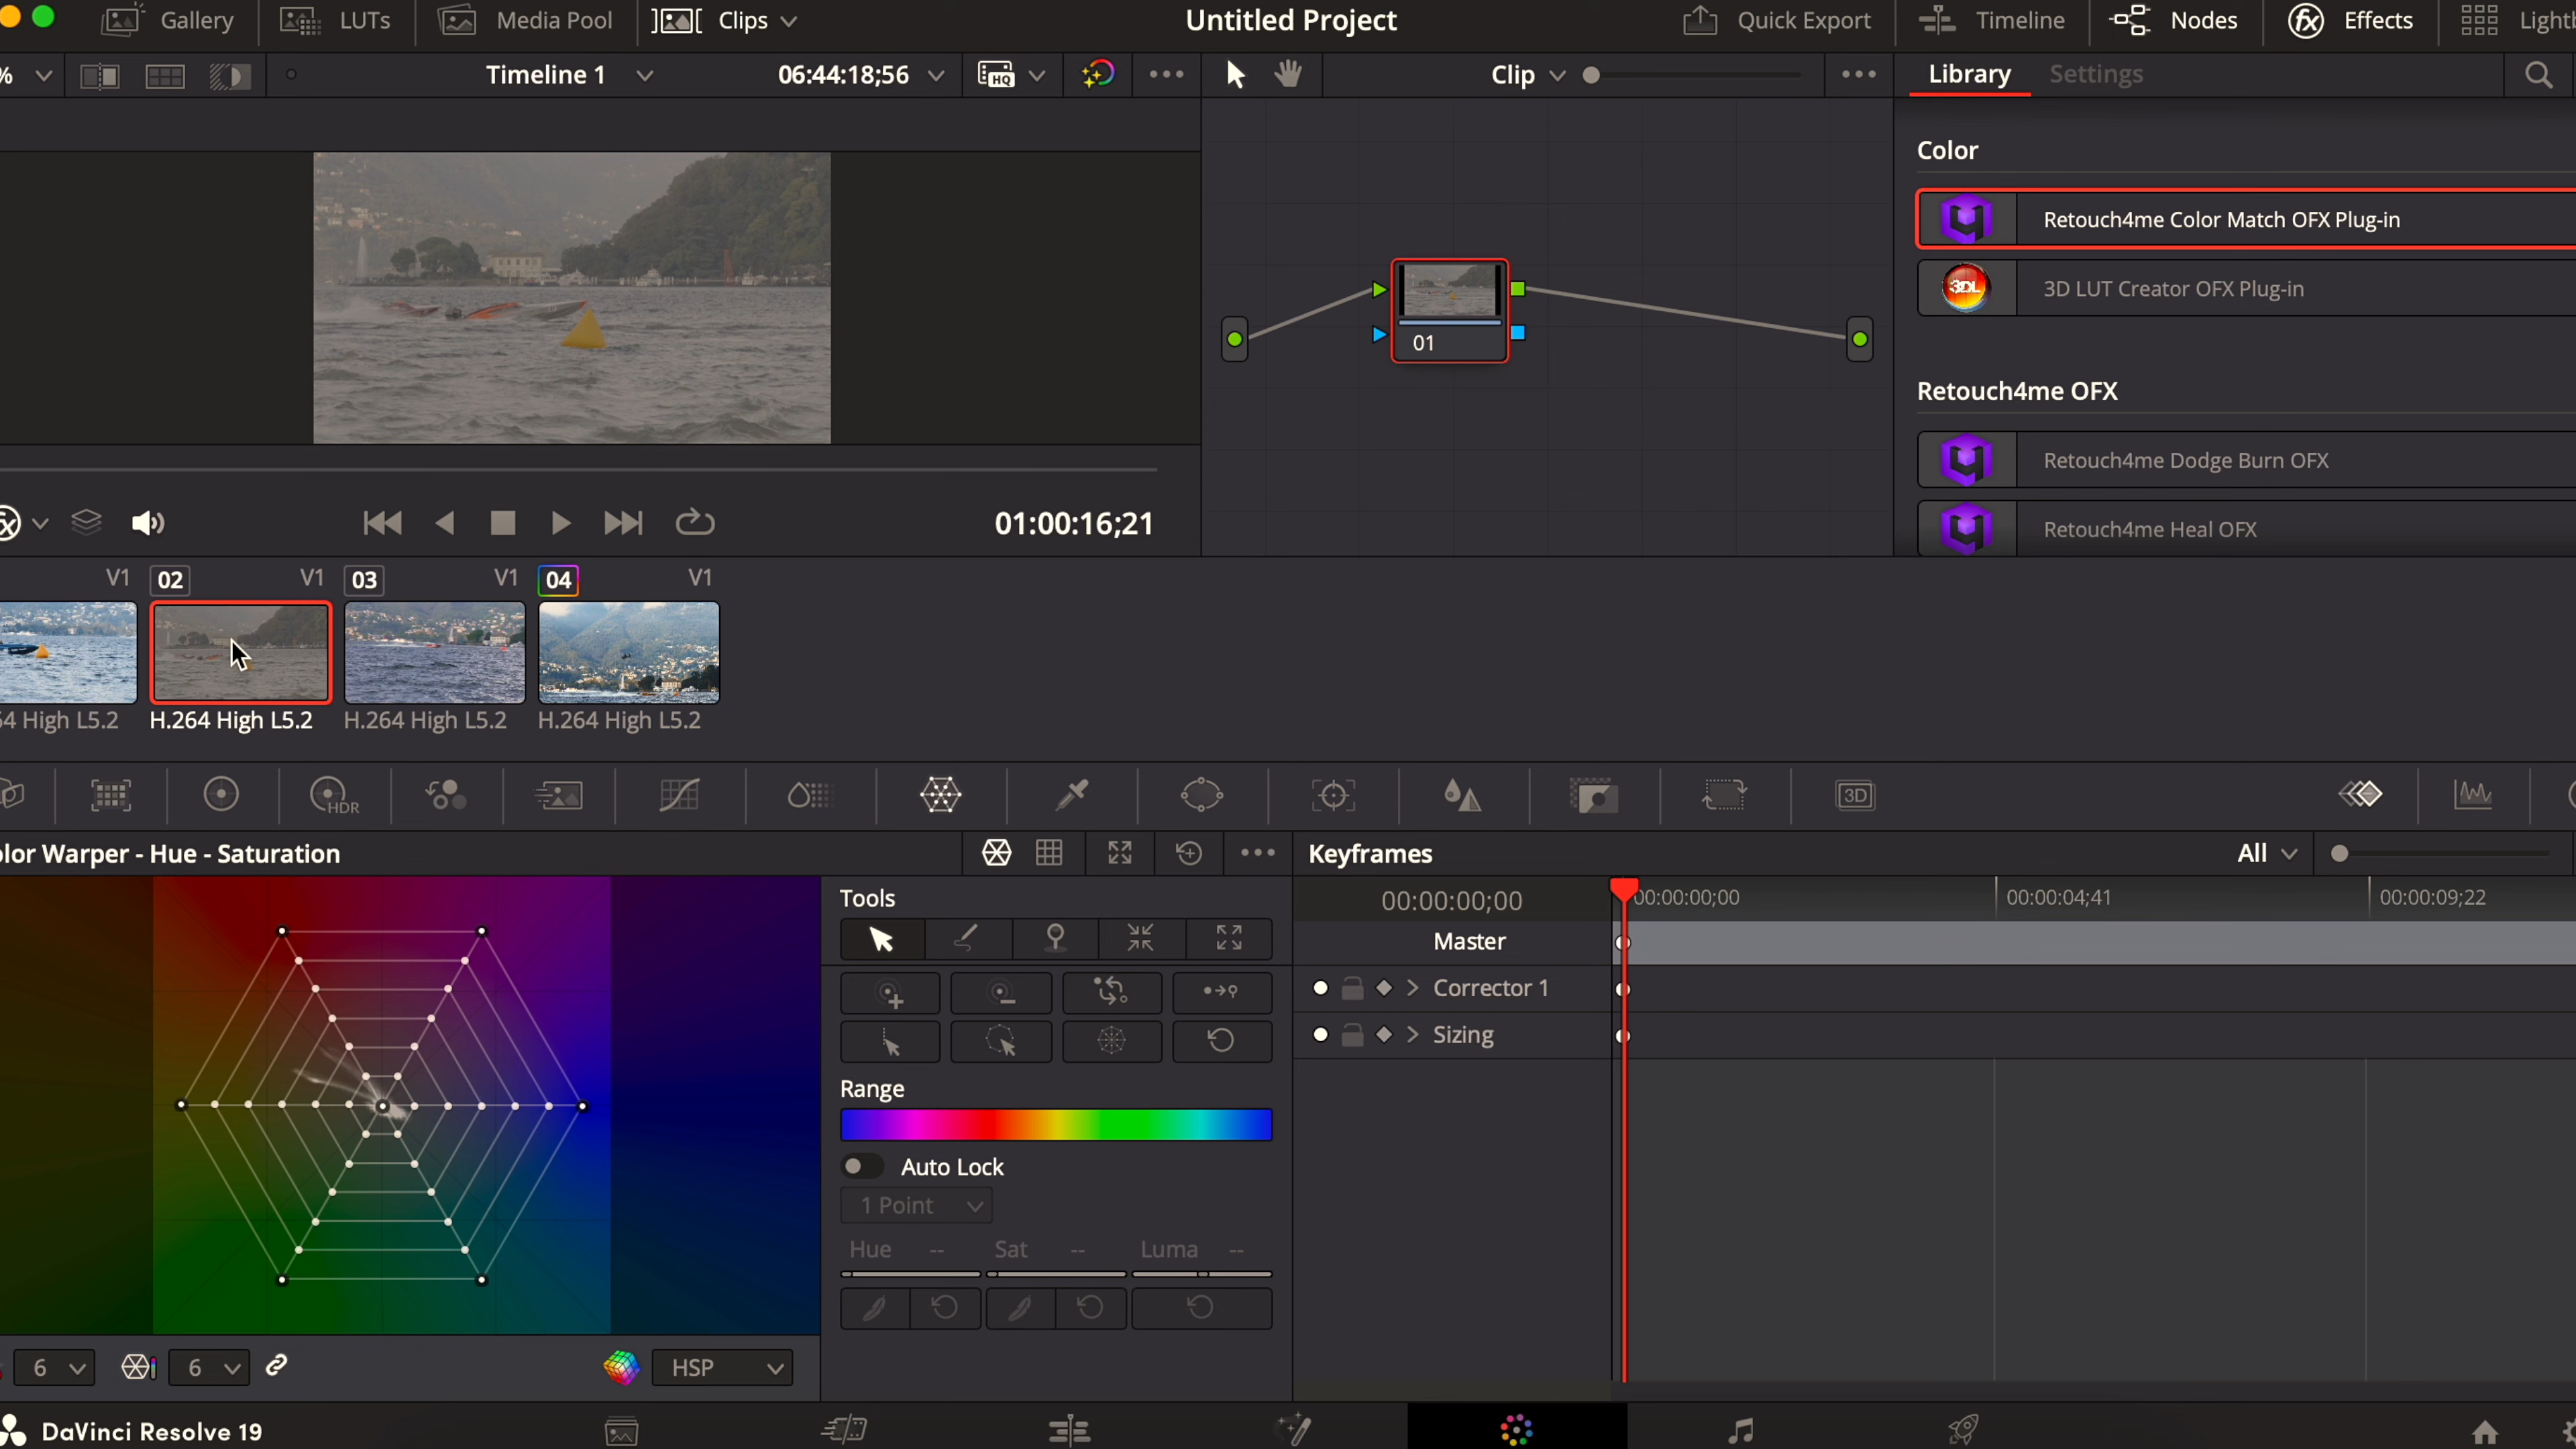 Gallery LUTs Media Pool Clips Untitled Project Quick Export Timeline Nodes Effects
% Timeline 1 06:44:18;56 HQ Clip Library Settings
Color
Retouch4me Color Match OFX Plug-in
3DL 3D LUT Creator OFX Plug-in
01
Retouch4me OFX
Retouch4me Dodge Burn OFX
01:00:16;21
Retouch4me Heal OFX
V1 02 V1 03 V1 04 V1
H.264 High L5.2 H.264 High L5.2 H.264 High L5.2
HDR 3D
Color Warper - Hue - Saturation Keyframes All
Tools
00:00:00;00 00:00:00;00 00:00:04;41 00:00:09;22
Master
Corrector 1
Sizing
Range
Auto Lock
1 Point
Hue -- Sat -- Luma --
6 6 HSP
DaVinci Resolve 19